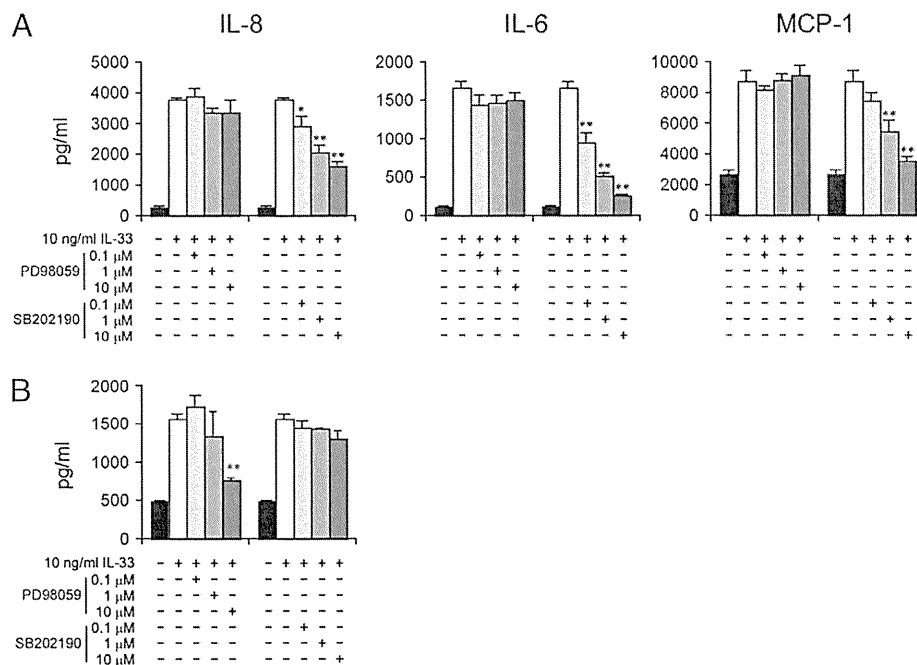 A
IL-8
IL-6
MCP-1
pg/ml
5000
4000
3000
2000
1000
0
2000
1500
1000
500
0
10000
8000
6000
4000
2000
0
* ** **
** ** **
** **
10 ng/ml IL-33 − + + + + − + + + +
PD98059
0.1 μM − − + − − − − − − −
1 μM − − − + − − − − − −
10 μM − − − − + − − − − −
SB202190
0.1 μM − − − − − − − + − −
1 μM − − − − − − − − + −
10 μM − − − − − − − − − +
− + + + + − + + + +
− − + − − − − − − −
− − − + − − − − − −
− − − − + − − − − −
− − − − − − − + − −
− − − − − − − − + −
− − − − − − − − − +
− + + + + − + + + +
− − + − − − − − − −
− − − + − − − − − −
− − − − + − − − − −
− − − − − − − + − −
− − − − − − − − + −
− − − − − − − − − +
B
pg/ml
2000
1500
1000
500
0
**
10 ng/ml IL-33 − + + + + − + + + +
PD98059
0.1 μM − − + − − − − − − −
1 μM − − − + − − − − − −
10 μM − − − − + − − − − −
SB202190
0.1 μM − − − − − − − + − −
1 μM − − − − − − − − + −
10 μM − − − − − − − − − +